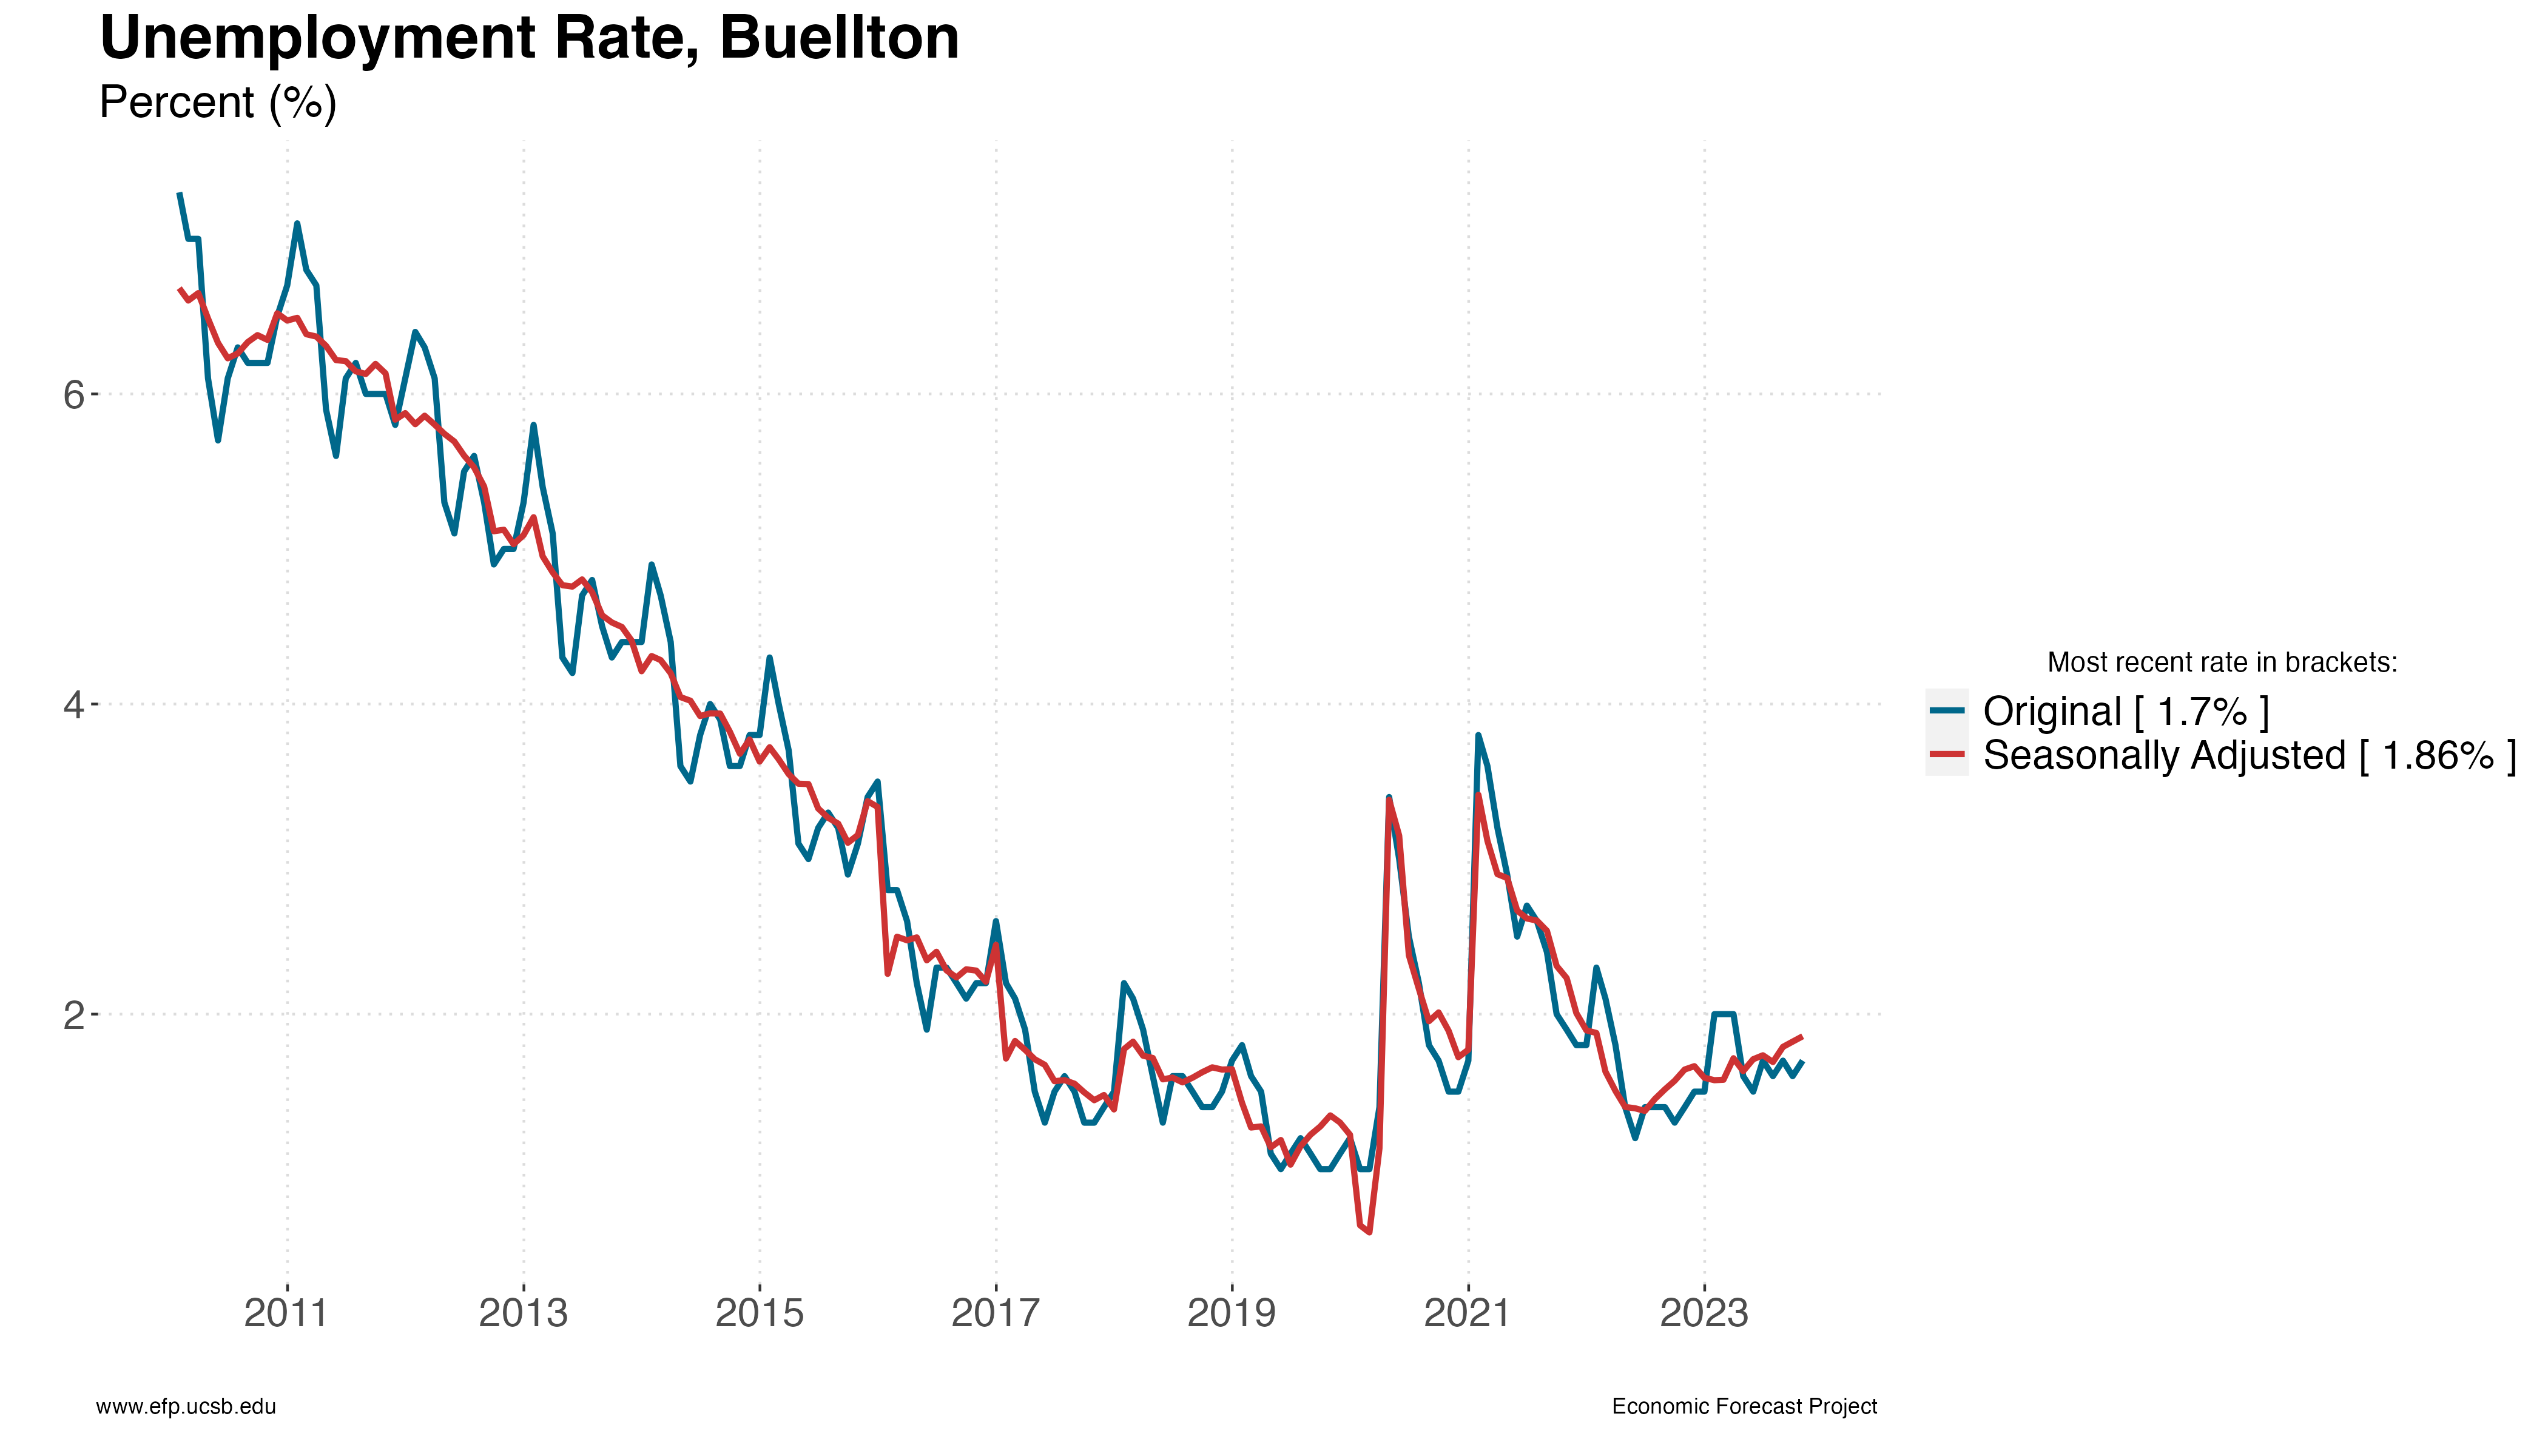 Unemployment Rate, Buellton
Percent (%)
6
4
2
2011 2013 2015 2017 2019 2021 2023
Most recent rate in brackets:
Original [ 1.7% ]
Seasonally Adjusted [ 1.86% ]
www.efp.ucsb.edu
Economic Forecast Project